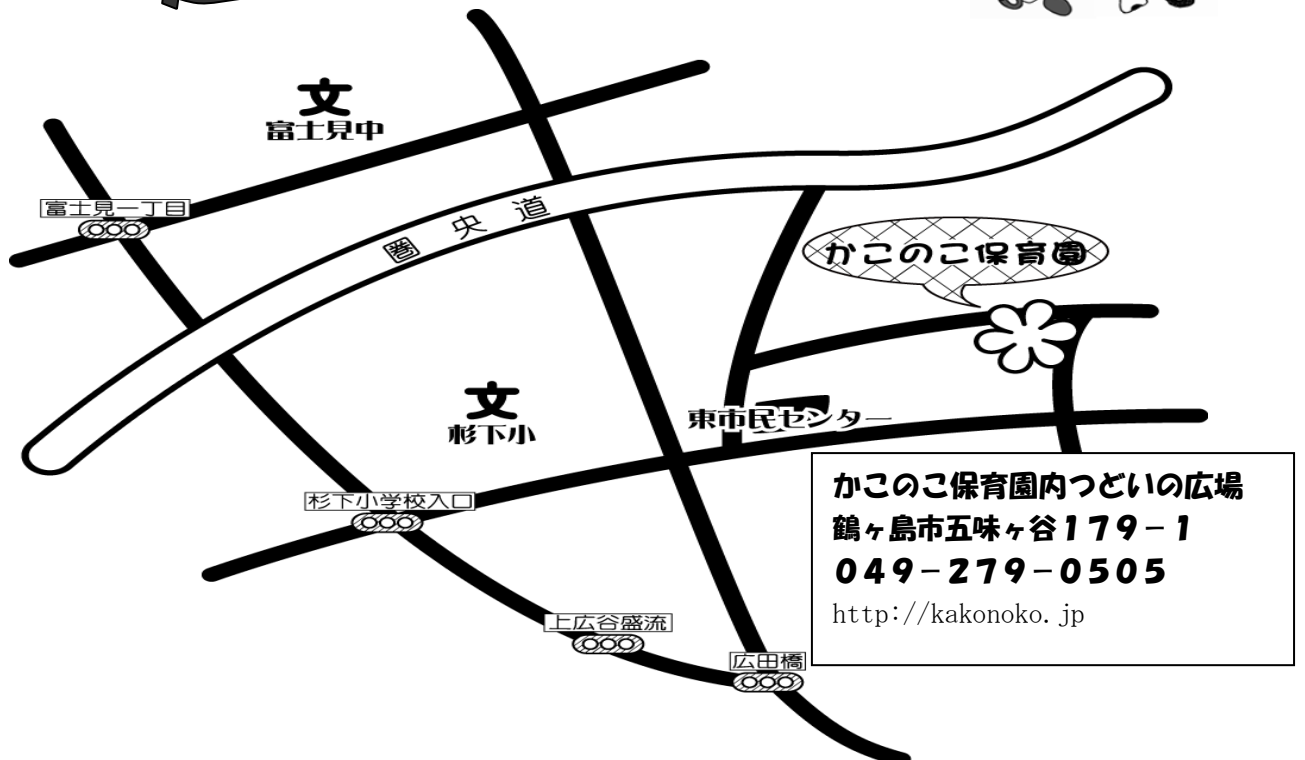 文
富士見中
富士見一丁目
圏央道
かこのこ保育園
文
杉下小
東市民センター
杉下小学校入口
かこのこ保育園内つどいの広場
鶴ヶ島市五味ヶ谷179-1
049-279-0505
http://kakonoko.jp
上広谷盛流
広田橋